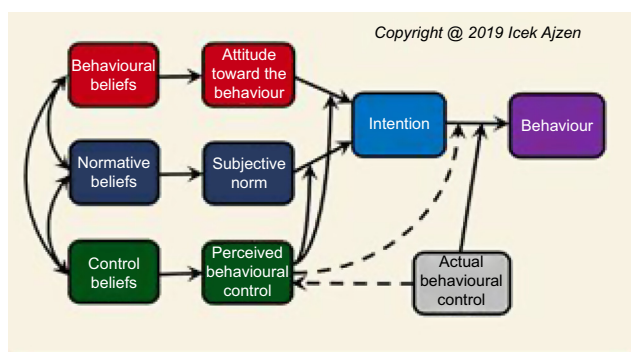 Copyright @ 2019 Icek Ajzen
Behavioural
beliefs
Attitude
toward the
behaviour
Intention
Behaviour
Normative
beliefs
Subjective
norm
Control
beliefs
Perceived
behavioural
control
Actual
behavioural
control